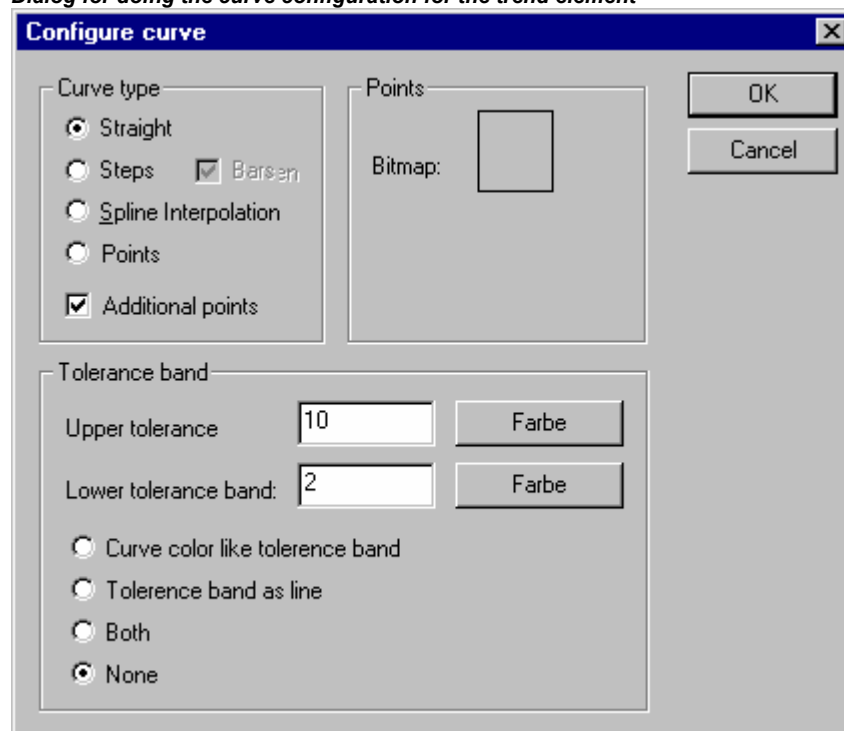 Dialog for doing the curve configuration for the trend element
Configure curve
Curve type
Straight
Steps
Spline Interpolation
Points
Additional points
Points
Bitmap:
OK
Cancel
Tolerance band
Upper tolerance 10 Farbe
Lower tolerance band: 2 Farbe
Curve color like tolerence band
Tolerence band as line
Both
None